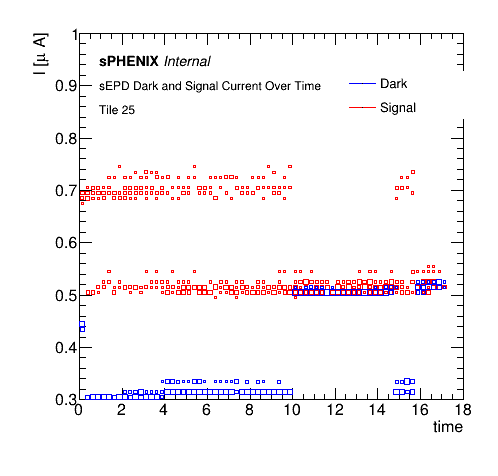 I [μ A]
1
sPHENIX Internal
sEPD Dark and Signal Current Over Time
Tile 25
Dark
Signal
0.9
0.8
0.7
0.6
0.5
0.4
0.3
0 2 4 6 8 10 12 14 16 18
time